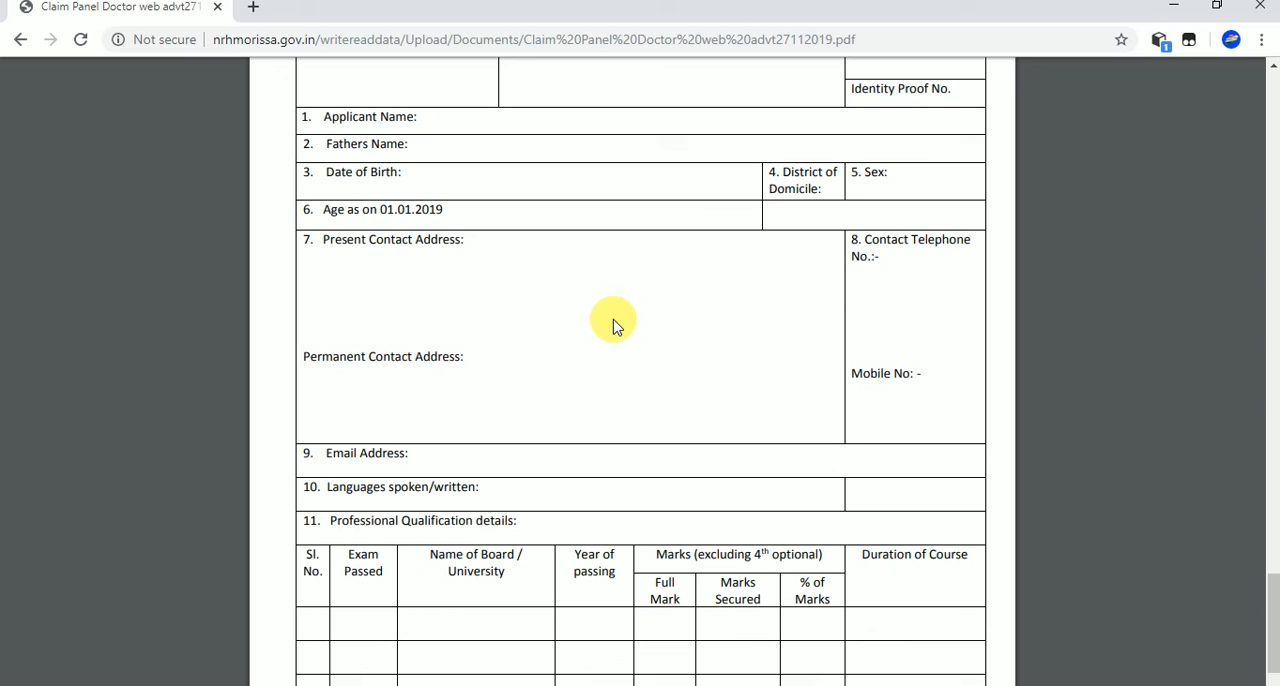 Claim Panel Doctor web advt271
Not secure
nrhmorissa.gov.in/writereaddata/Upload/Documents/Claim%20Panel%20Doctor%20web%20advt27112019.pdf
1
Identity Proof No.
1. Applicant Name:
2. Fathers Name:
3. Date of Birth:
4. District of
Domicile:
5. Sex:
6. Age as on 01.01.2019
7. Present Contact Address:
8. Contact Telephone
No.:-
Permanent Contact Address:
Mobile No: -
9. Email Address:
10. Languages spoken/written:
11. Professional Qualification details:
Sl.
No.
Exam
Passed
Name of Board /
University
Year of
passing
Marks (excluding 4th optional)
Full
Mark
Marks
Secured
% of
Marks
Duration of Course